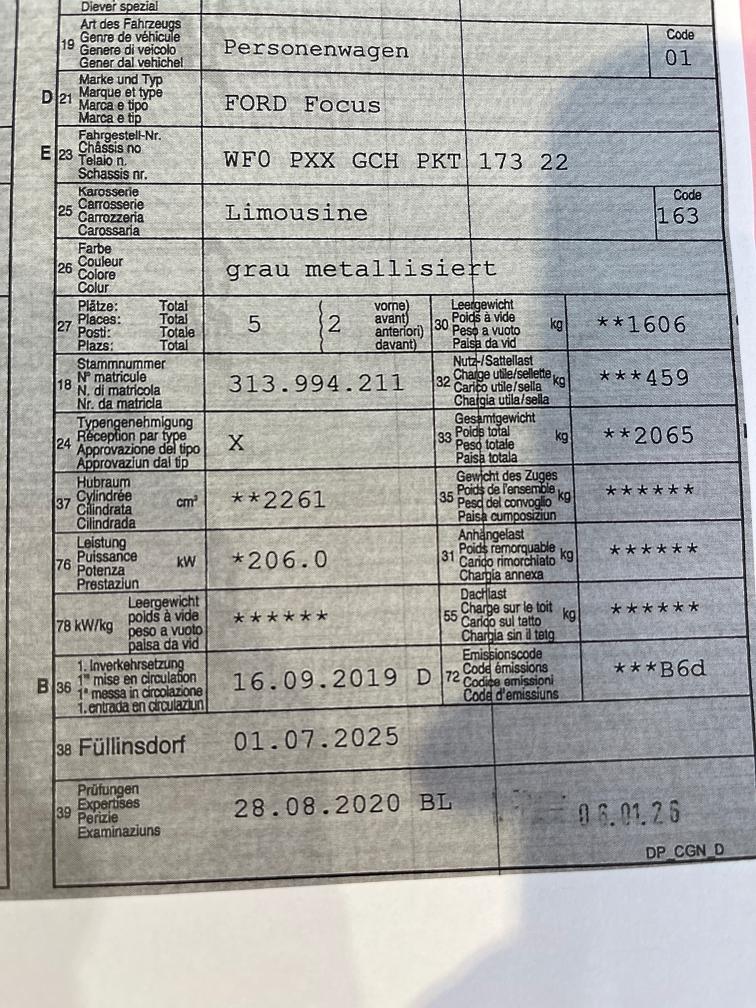 Diever spezial
19 Art des Fahrzeugs
Genre de véhicule
Genere di veicolo
Gener dal vehichel
Personenwagen
Code
01
D 21 Marke und Typ
Marque et type
Marca e tipo
Marca e tip
FORD Focus
E 23 Fahrgestell-Nr.
Châssis no
Telaio n.
Schassis nr.
WF0 PXX GCH PKT 173 22
25 Karosserie
Carrosserie
Carrozzeria
Carossaria
Limousine
Code
163
26 Farbe
Couleur
Colore
Colur
grau metallisiert
27 Plätze: Total
Places: Total
Posti: Totale
Plazs: Total
5 ( 2
vorne)
avant)
anteriori)
davant)
30 Leergewicht
Poids à vide
Peso a vuoto
Paisa da vid
kg
**1606
18 Stammnummer
N° matricule
N. di matricola
Nr. da matricla
313.994.211
32 Nutz-/Sattellast
Charge utile/sellette
Carico utile/sella
Chargia utila/sella
kg
***459
24 Typengenehmigung
Réception par type
Approvazione del tipo
Approvaziun dal tip
X
33 Gesamtgewicht
Poids total
Peso totale
Paisa totala
kg
**2065
37 Hubraum
Cylindrée
Cilindrata
Cilindrada
cm³
**2261
35 Gewicht des Zuges
Poids de l'ensemble
Peso del convoglio
Paisa cumposiziun
kg
******
76 Leistung
Puissance
Potenza
Prestaziun
kW
*206.0
31 Anhängelast
Poids remorquable
Carico rimorchiato
Chargia annexa
kg
******
78 kW/kg
Leergewicht
poids à vide
peso a vuoto
paisa da vid
******
55 Dachlast
Charge sur le toit
Carico sul tetto
Chargia sin il tetg
kg
******
B 36 1. Inverkehrsetzung
1re mise en circulation
1a messa in circolazione
1. entrada en circulaziun
16.09.2019 D
72 Emissionscode
Code émissions
Codice emissioni
Code d'emissiuns
***B6d
38 Füllinsdorf
01.07.2025
39 Prüfungen
Expertises
Perizie
Examinaziuns
28.08.2020 BL
06.01.26
DP_CGN_D